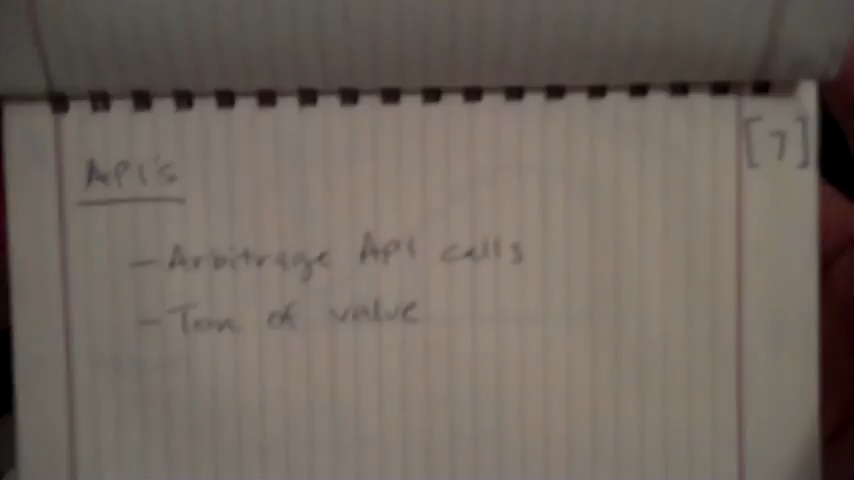 [7]
API's
- Arbitrage API calls
- Ton of value